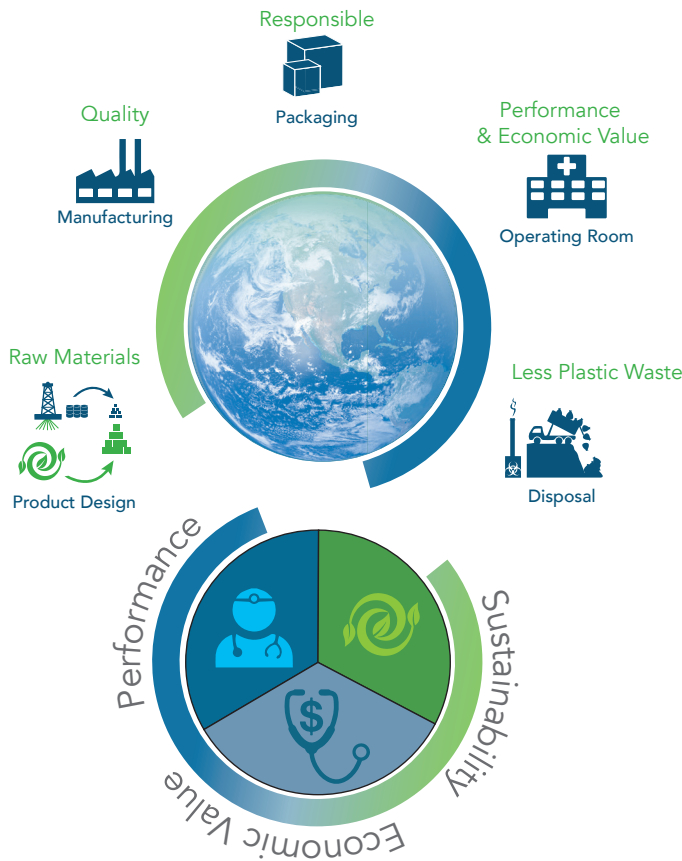 Responsible
Packaging
Quality
Manufacturing
Performance
& Economic Value
Operating Room
Raw Materials
Product Design
Less Plastic Waste
Disposal
Performance
Sustainability
$
Economic Value